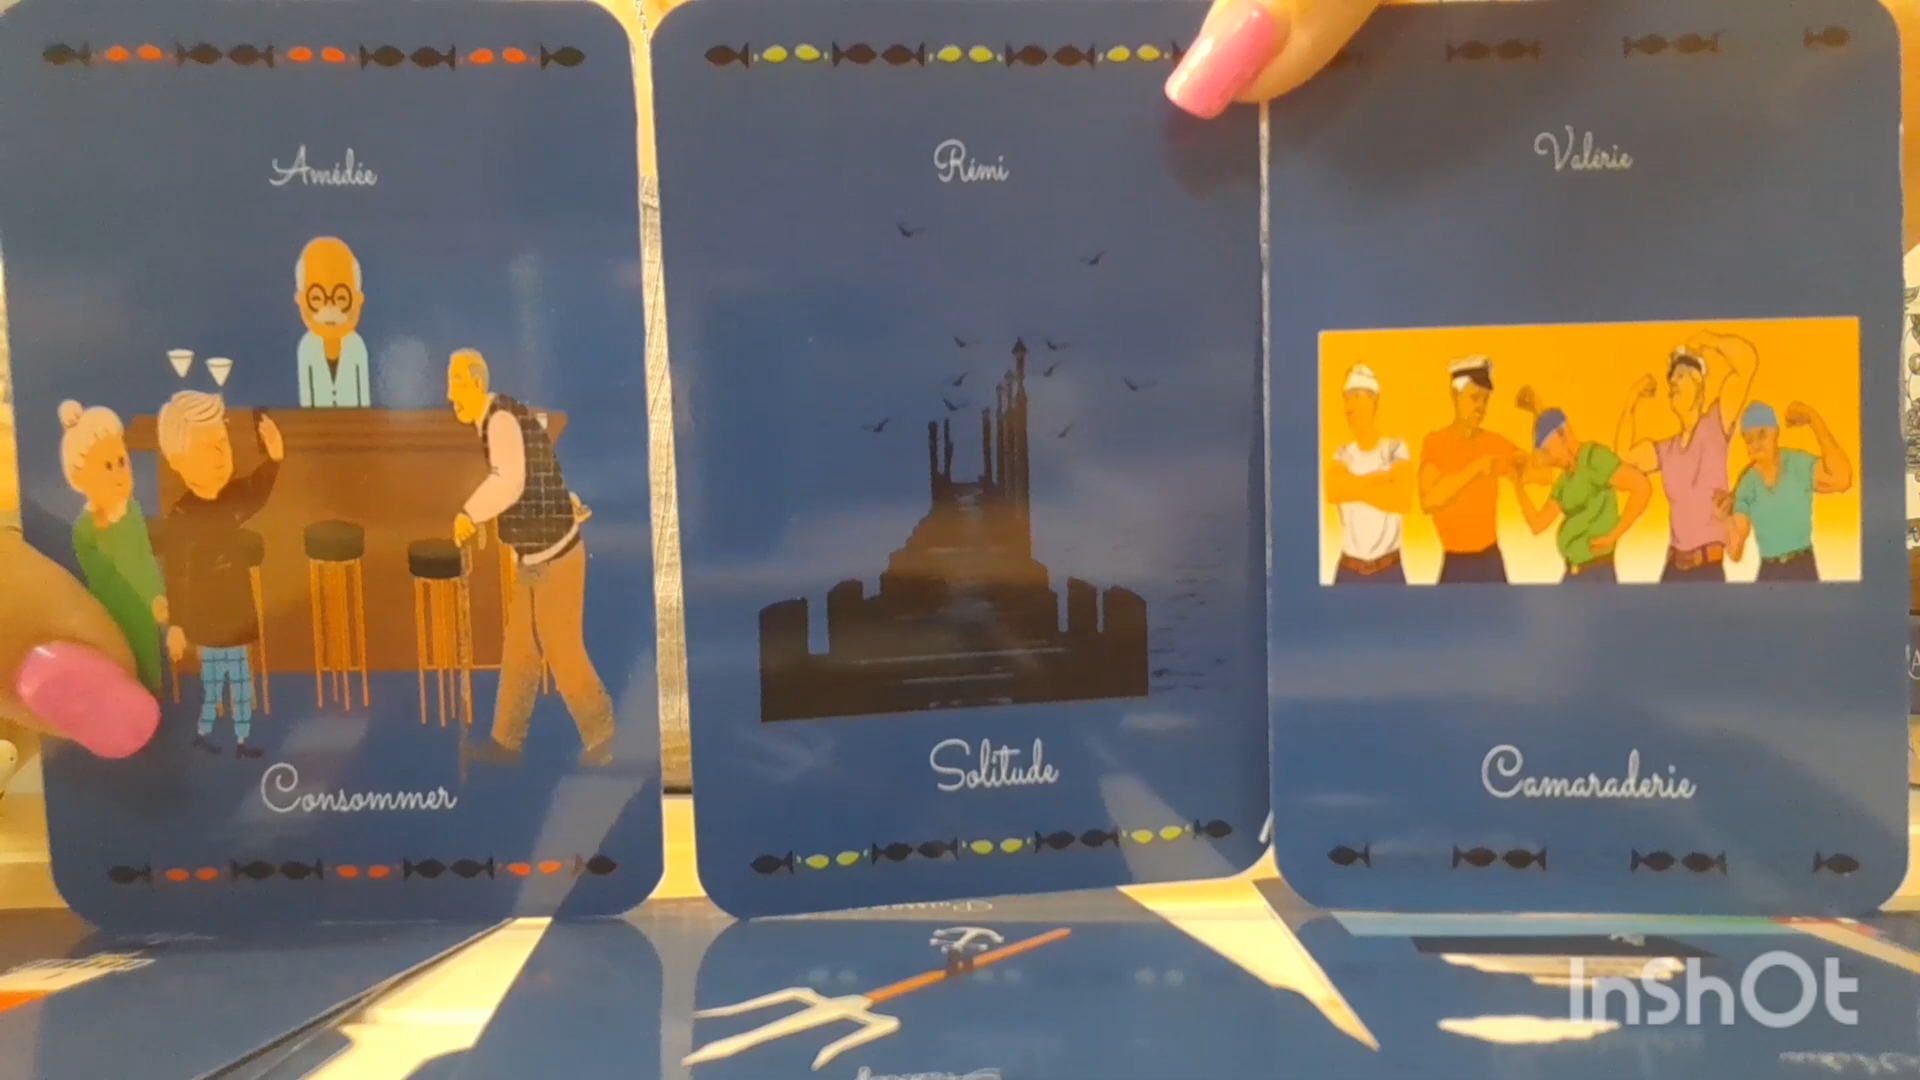 Amédée
Consommer
Rémi
Solitude
Valérie
Camaraderie
InShOt